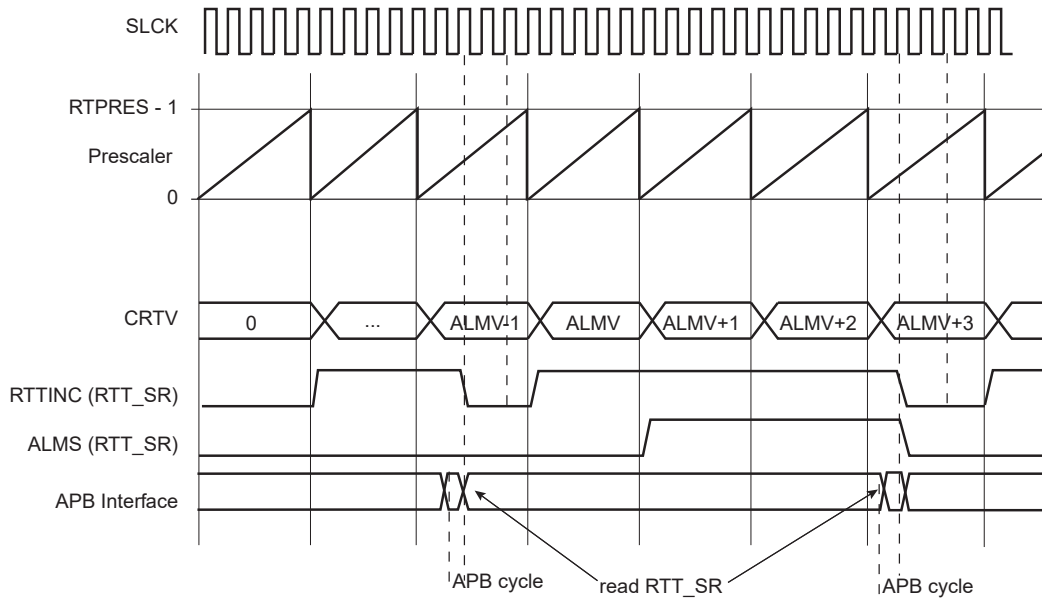 SLCK
RTPRES - 1
Prescaler
0
CRTV
0
...
ALMV-1
ALMV
ALMV+1
ALMV+2
ALMV+3
RTTINC (RTT_SR)
ALMS (RTT_SR)
APB Interface
APB cycle
read RTT_SR
APB cycle